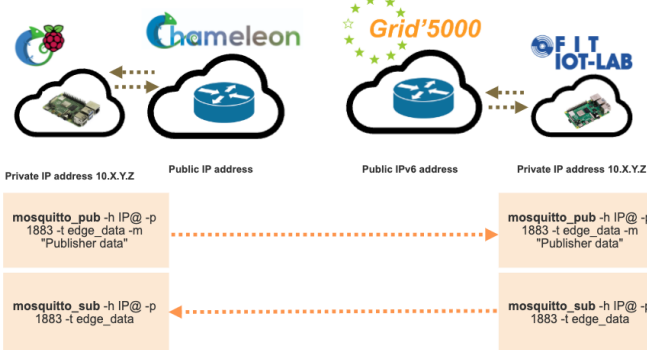 Chameleon
Grid'5000
FIT
IOT-LAB
Private IP address 10.X.Y.Z
Public IP address
Public IPv6 address
Private IP address 10.X.Y.Z
mosquitto_pub -h IP@ -p
1883 -t edge_data -m
"Publisher data"
mosquitto_pub -h IP@ -p
1883 -t edge_data -m
"Publisher data"
mosquitto_sub -h IP@ -p
1883 -t edge_data
mosquitto_sub -h IP@ -p
1883 -t edge_data